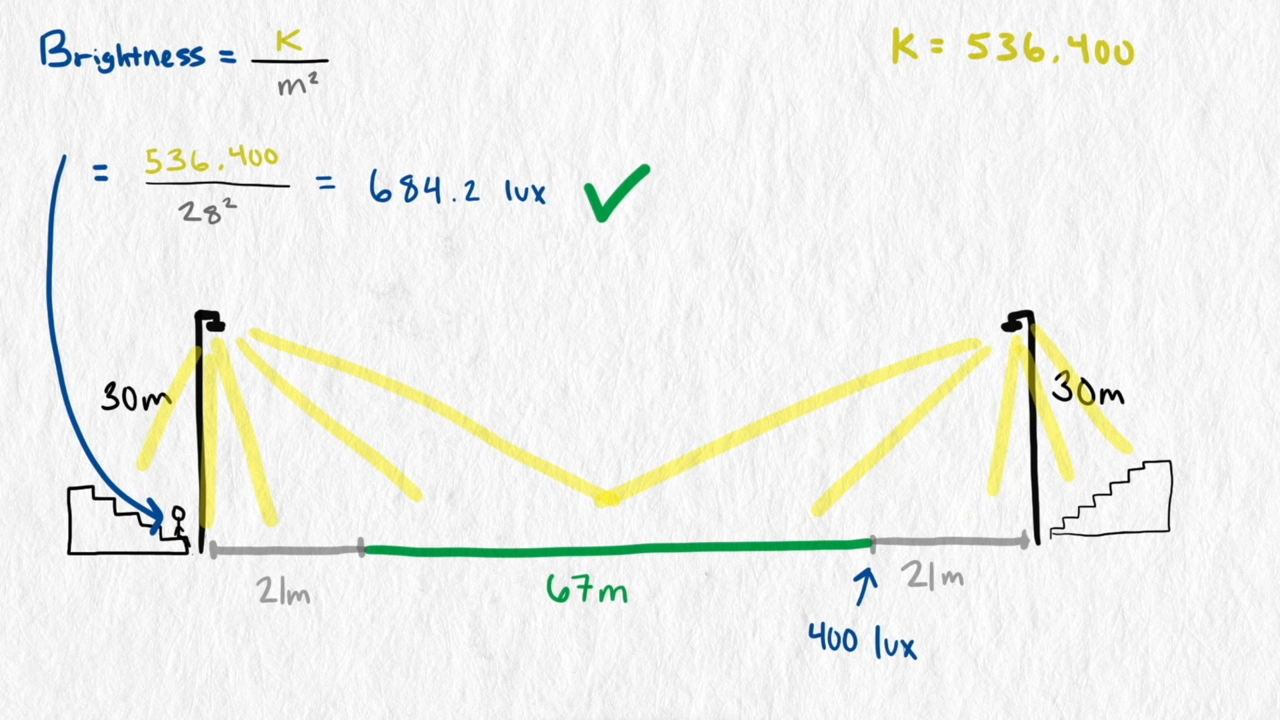 Brightness = K / m²
K = 536.400
= 536.400 / 28² = 684.2 lux
30m
30m
21m
67m
21m
400 lux